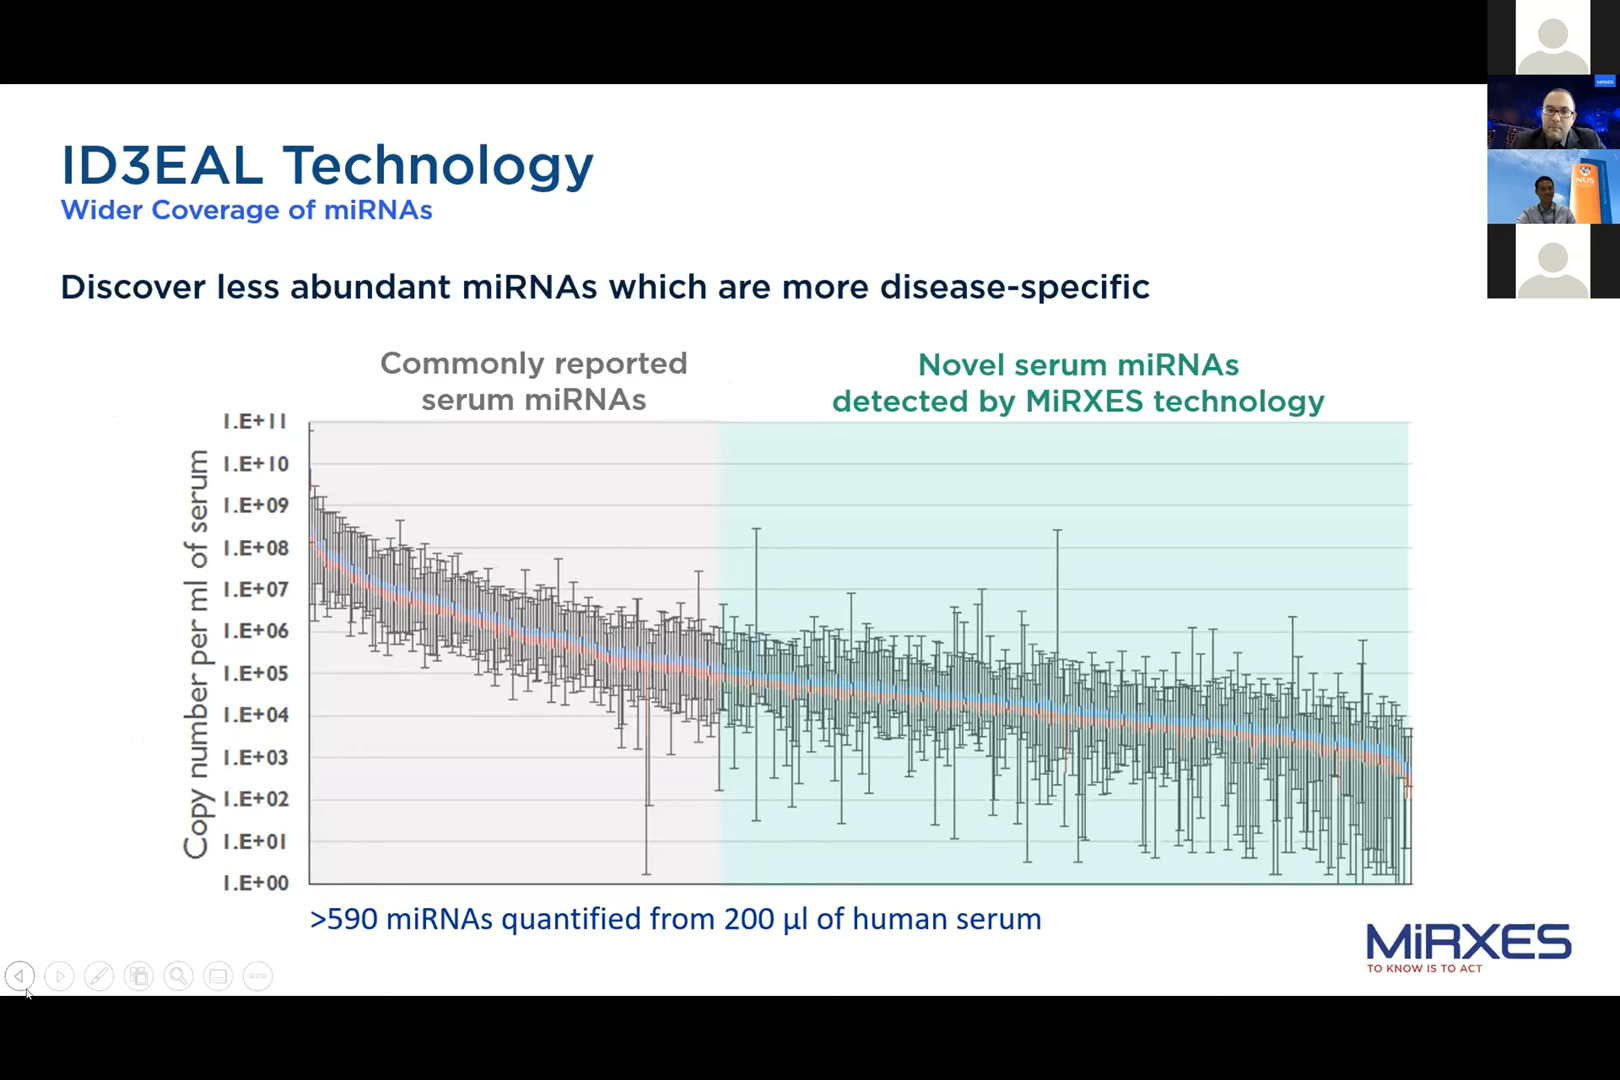 ID3EAL Technology
Wider Coverage of miRNAs
Discover less abundant miRNAs which are more disease-specific
Commonly reported
serum miRNAs
Novel serum miRNAs
detected by MiRXES technology
Copy number per ml of serum
1.E+11
1.E+10
1.E+09
1.E+08
1.E+07
1.E+06
1.E+05
1.E+04
1.E+03
1.E+02
1.E+01
1.E+00
>590 miRNAs quantified from 200 µl of human serum
MiRXES
TO KNOW IS TO ACT
MiRXES
NUS